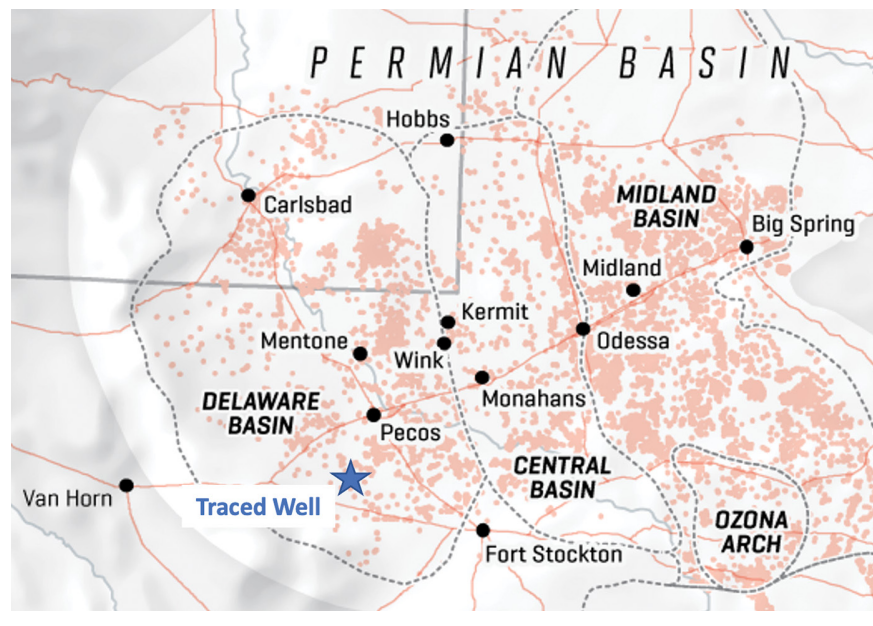 PERMIAN BASIN
Hobbs
Carlsbad
MIDLAND
BASIN
Big Spring
Midland
Kermit
Mentone
Wink
Odessa
Monahans
DELAWARE
BASIN
Pecos
CENTRAL
BASIN
Van Horn
Traced Well
OZONA
ARCH
Fort Stockton